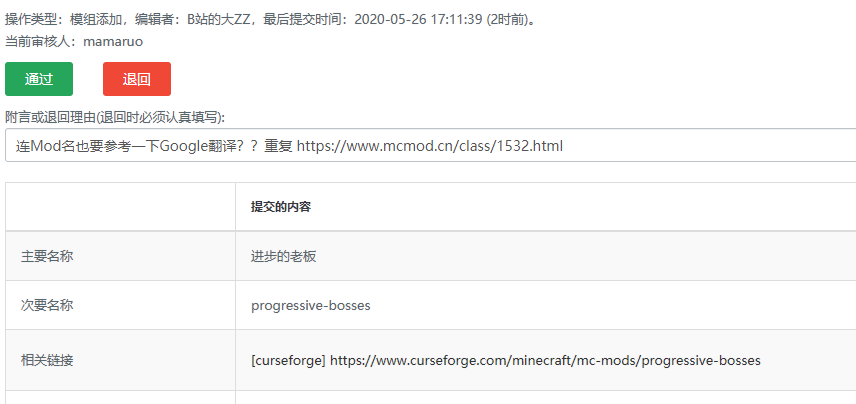 操作类型：模组添加，编辑者：B站的大ZZ，最后提交时间：2020-05-26 17:11:39 (2时前)。
当前审核人：mamaruo
通过 退回
附言或退回理由(退回时必须认真填写):
连Mod名也要参考一下Google翻译？？重复 https://www.mcmod.cn/class/1532.html
提交的内容
主要名称 进步的老板
次要名称 progressive-bosses
相关链接 [curseforge] https://www.curseforge.com/minecraft/mc-mods/progressive-bosses